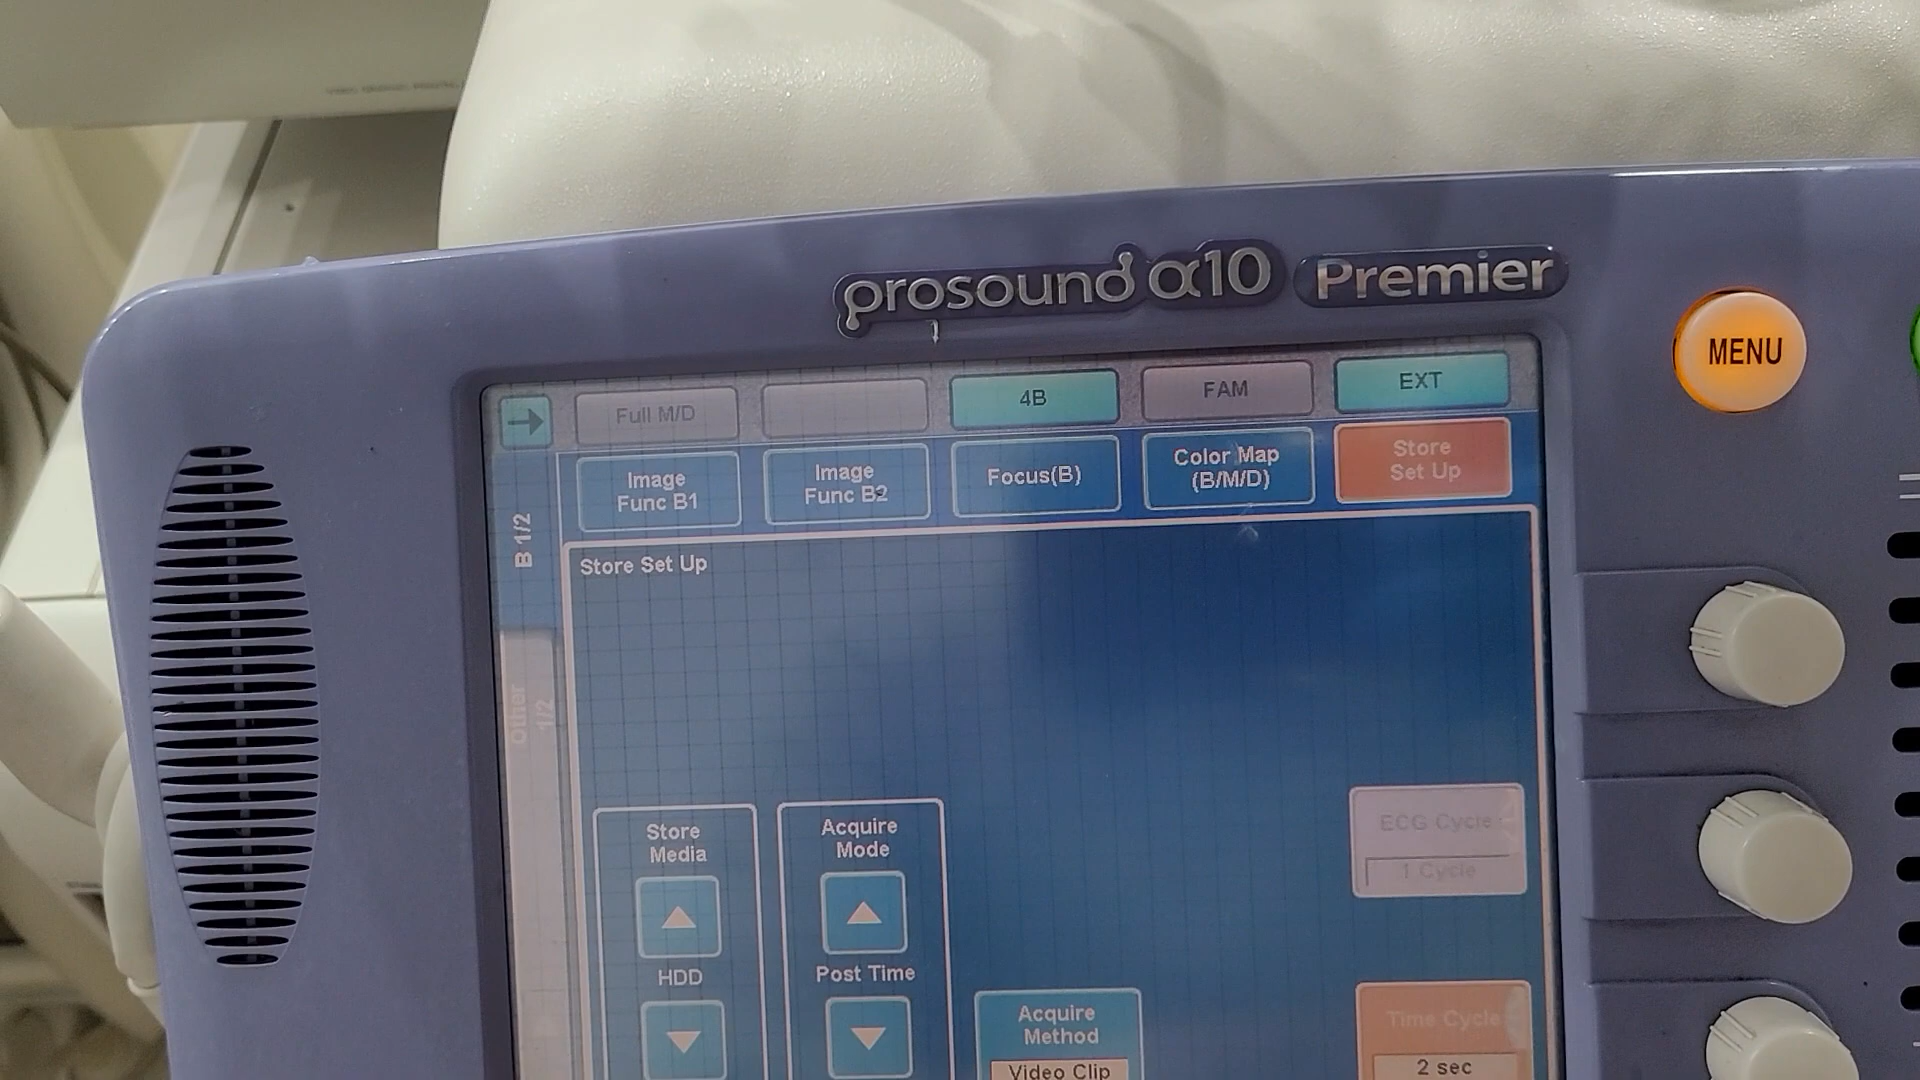 prosound α10 Premier
MENU
Full M/D
4B
FAM
EXT
Image
Func B1
Image
Func B2
Focus(B)
Color Map
(B/M/D)
Store
Set Up
B 1/2
Other
1/2
Store Set Up
Store
Media
HDD
Acquire
Mode
Post Time
Acquire
Method
Video Clip
ECG Cycle
1 Cycle
Time Cycle
2 sec